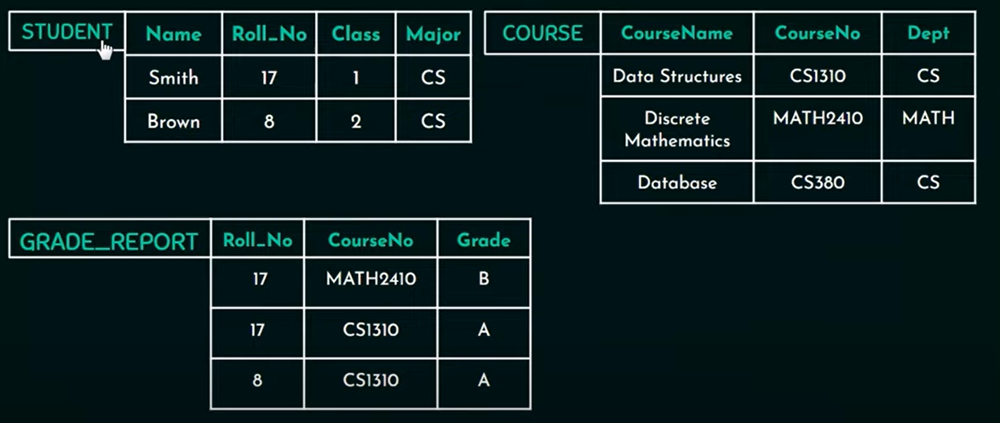 STUDENT Name Roll_No Class Major
Smith 17 1 CS
Brown 8 2 CS
COURSE CourseName CourseNo Dept
Data Structures CS1310 CS
Discrete MATH2410 MATH
Mathematics
Database CS380 CS
GRADE_REPORT Roll_No CourseNo Grade
17 MATH2410 B
17 CS1310 A
8 CS1310 A